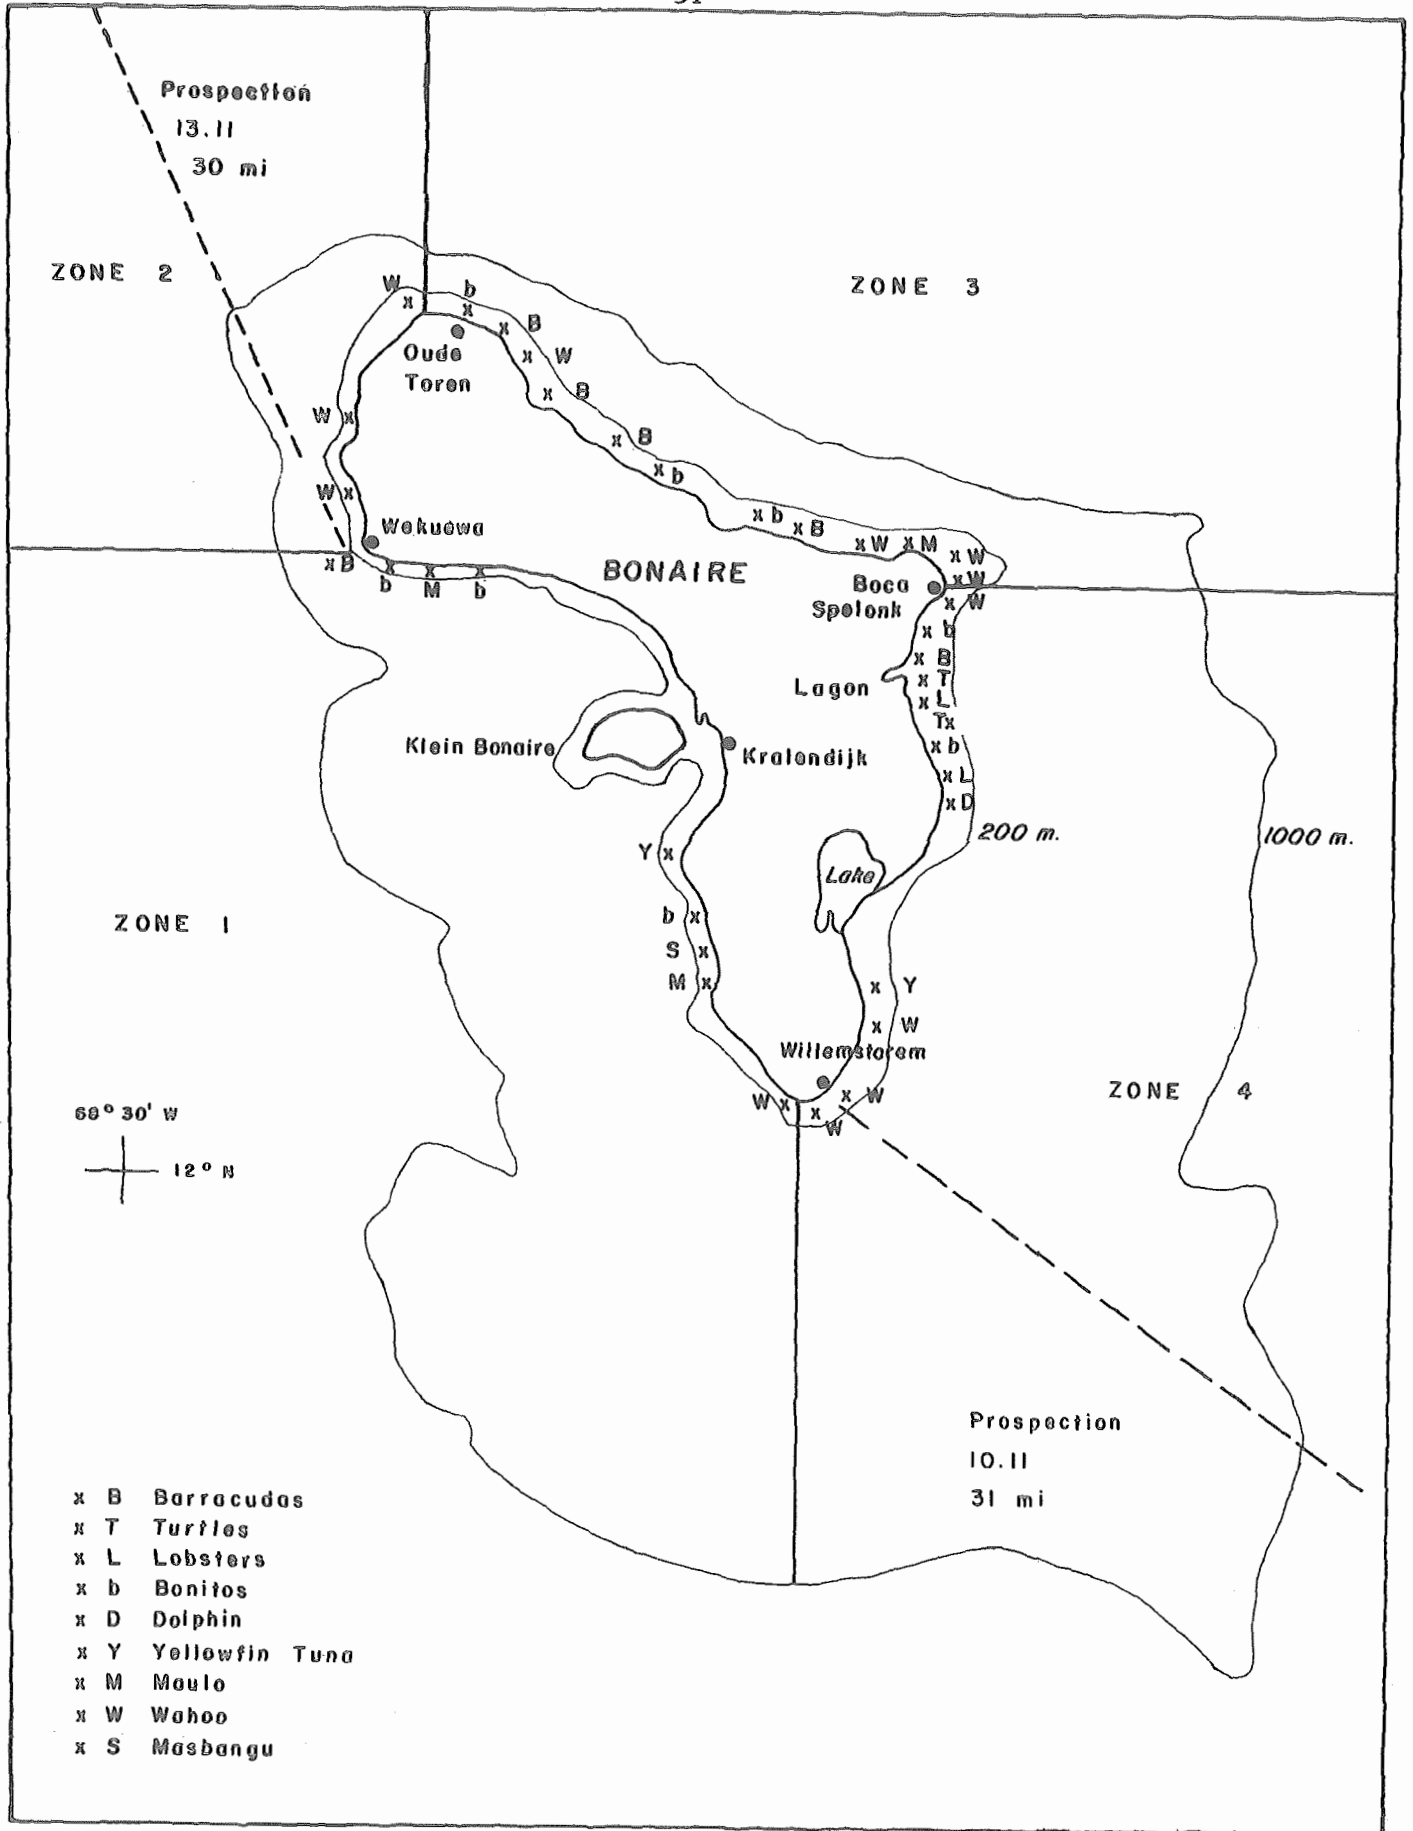 Prospection
13.11
30 mi
ZONE 2
ZONE 3
W
b
B
Oude
Toren
W
B
W
B
b
W
Wekuewa
b
B
W
M
W
B
b
M
b
BONAIRE
Boca
Spelonk
W
W
b
B
Lagon
T
L
T
b
Klein Bonaire
Kralendijk
L
D
200 m.
1000 m.
Y
Lake
b
ZONE 1
S
M
Y
W
Willemstorem
ZONE 4
W
W
W
68° 30' W
12° N
Prospection
10.11
31 mi
x B Barracudas
x T Turtles
x L Lobsters
x b Bonitos
x D Dolphin
x Y Yellowfin Tuna
x M Maulo
x W Wahoo
x S Masbangu